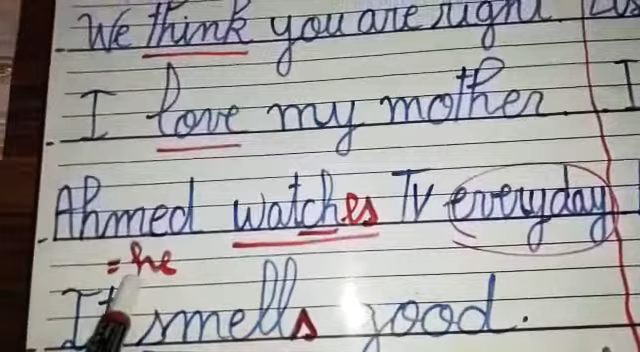 We think you are right
I love my mother. I
Ahmed watches Tv everyday
= he
It smells good.